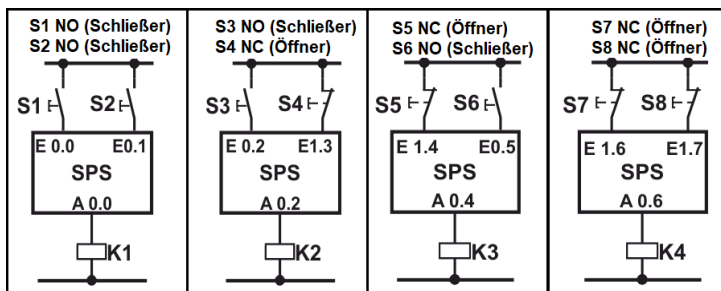 S1 NO (Schließer)
S2 NO (Schließer)
S1
S2
E 0.0 E0.1
SPS
A 0.0
K1
S3 NO (Schließer)
S4 NC (Öffner)
S3
S4
E 0.2 E1.3
SPS
A 0.2
K2
S5 NC (Öffner)
S6 NO (Schließer)
S5
S6
E 1.4 E0.5
SPS
A 0.4
K3
S7 NC (Öffner)
S8 NC (Öffner)
S7
S8
E 1.6 E1.7
SPS
A 0.6
K4